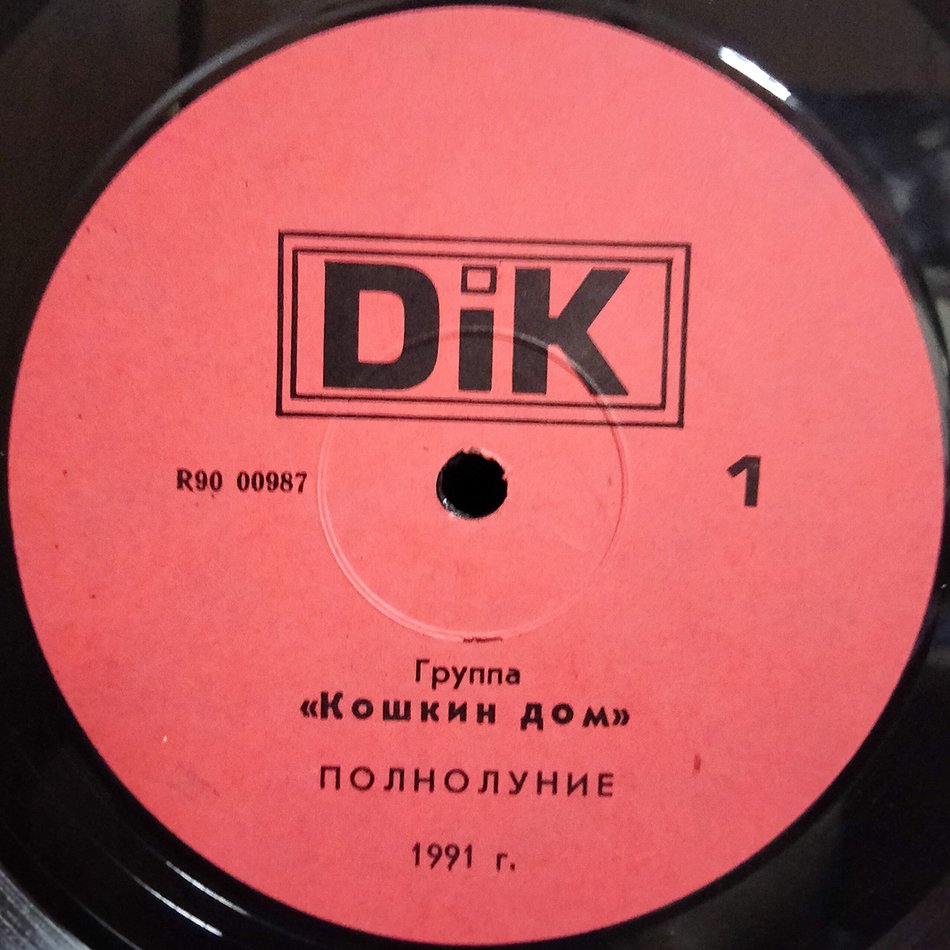 DiK
R90 00987
1
Группа
«Кошкин дом»
ПОЛНОЛУНИЕ
1991 г.